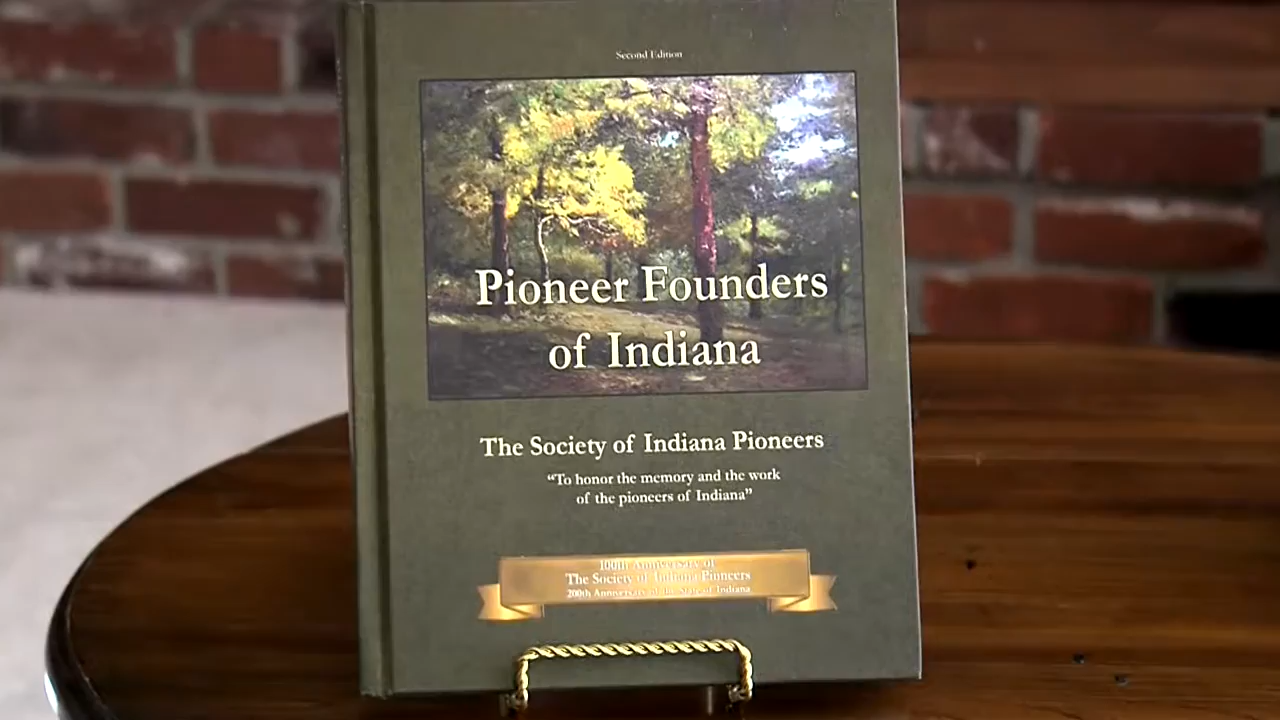 Second Edition
Pioneer Founders
of Indiana
The Society of Indiana Pioneers
“To honor the memory and the work
of the pioneers of Indiana”
100th Anniversary of
The Society of Indiana Pioneers
200th Anniversary of the State of Indiana